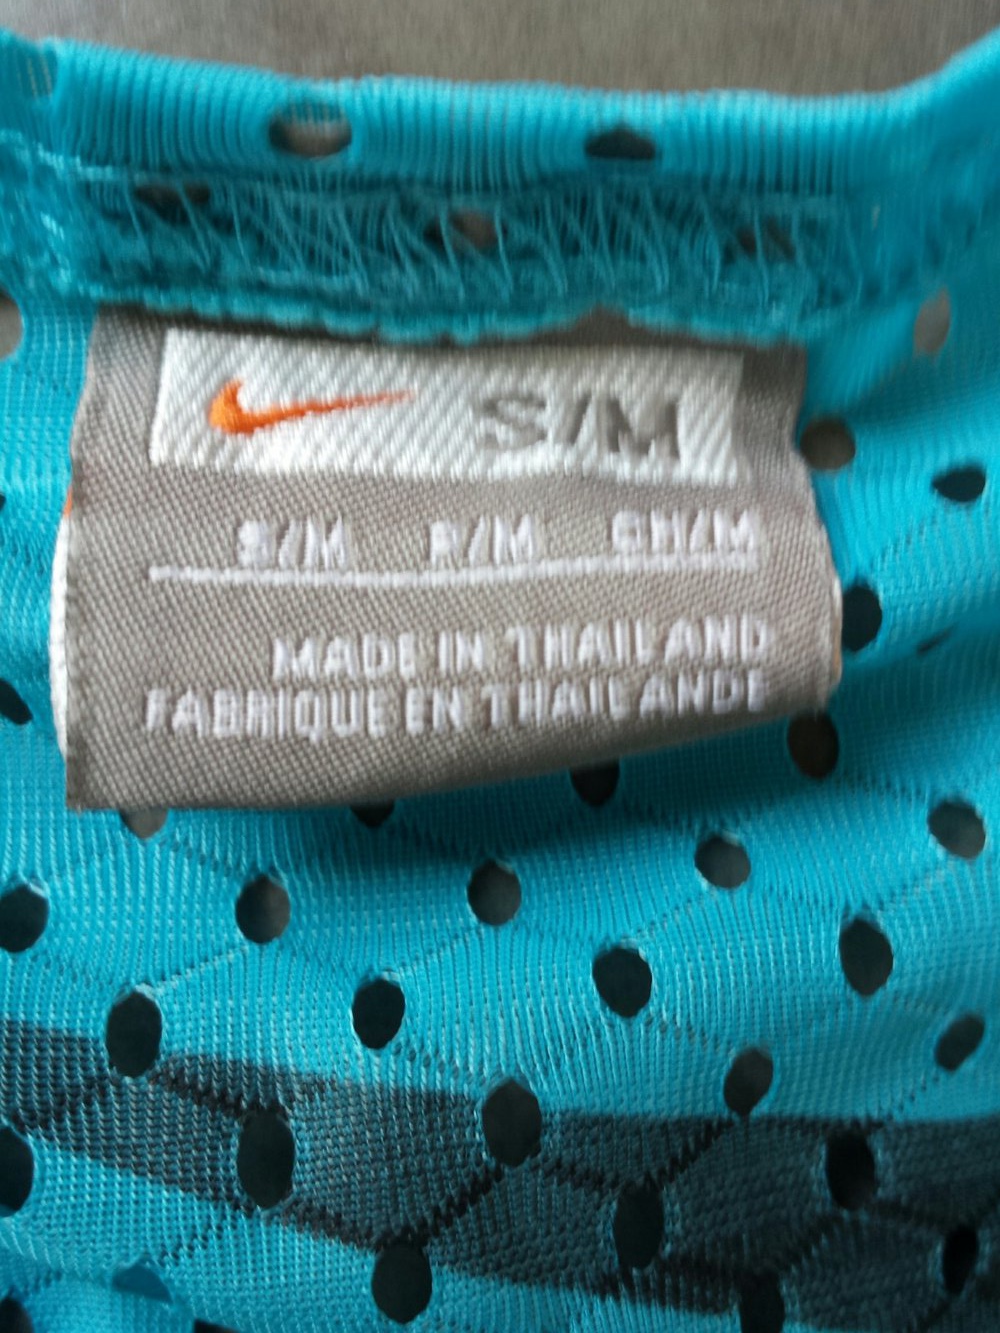 S/M
S/M P/M CH/M
MADE IN THAILAND
FABRIQUE EN THAILANDE